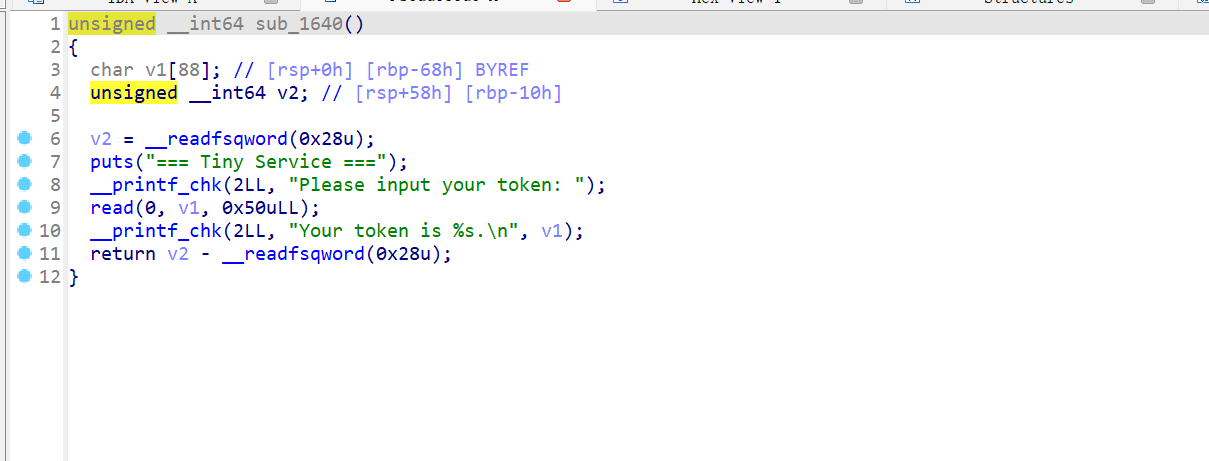 1 unsigned __int64 sub_1640()
2 {
3 char v1[88]; // [rsp+0h] [rbp-68h] BYREF
4 unsigned __int64 v2; // [rsp+58h] [rbp-10h]
5
6 v2 = __readfsqword(0x28u);
7 puts("=== Tiny Service ===");
8 __printf_chk(2LL, "Please input your token: ");
9 read(0, v1, 0x50uLL);
10 __printf_chk(2LL, "Your token is %s.\n", v1);
11 return v2 - __readfsqword(0x28u);
12 }